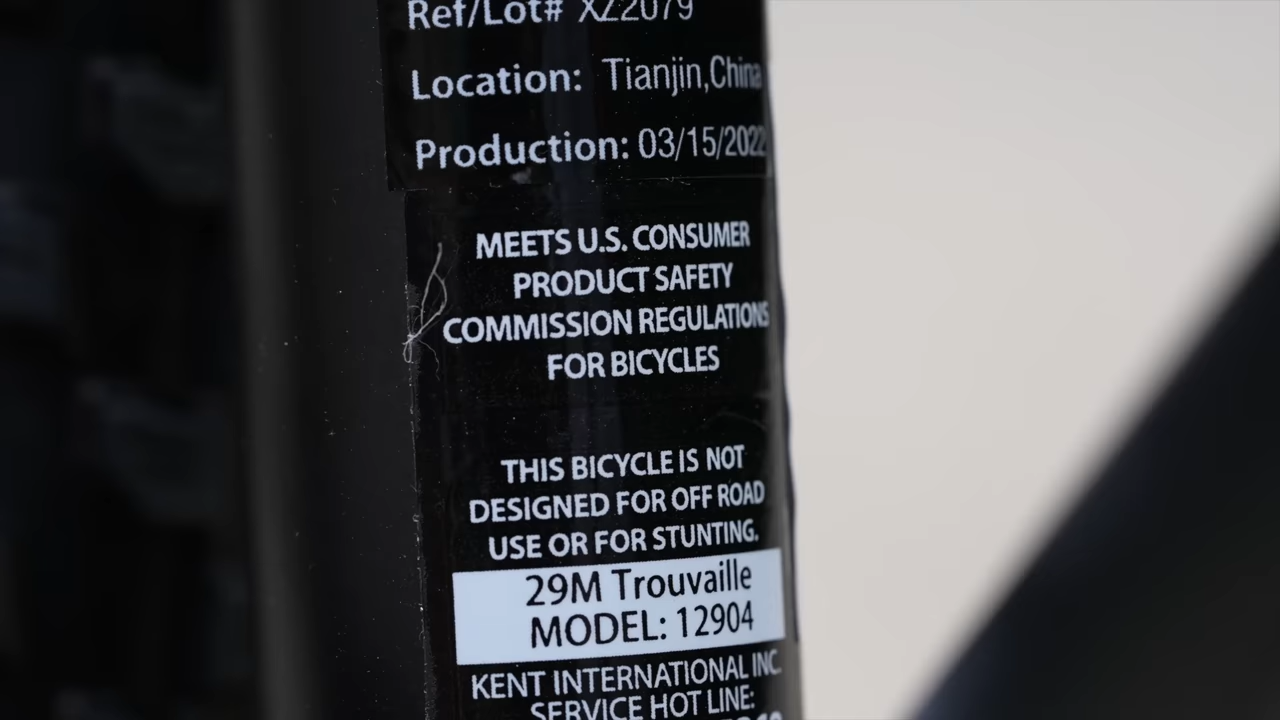 Ref/Lot# XZ2079
Location: Tianjin,China
Production: 03/15/2022
MEETS U.S. CONSUMER
PRODUCT SAFETY
COMMISSION REGULATIONS
FOR BICYCLES
THIS BICYCLE IS NOT
DESIGNED FOR OFF ROAD
USE OR FOR STUNTING.
29M Trouvaille
MODEL: 12904
KENT INTERNATIONAL INC.
SERVICE HOT LINE: